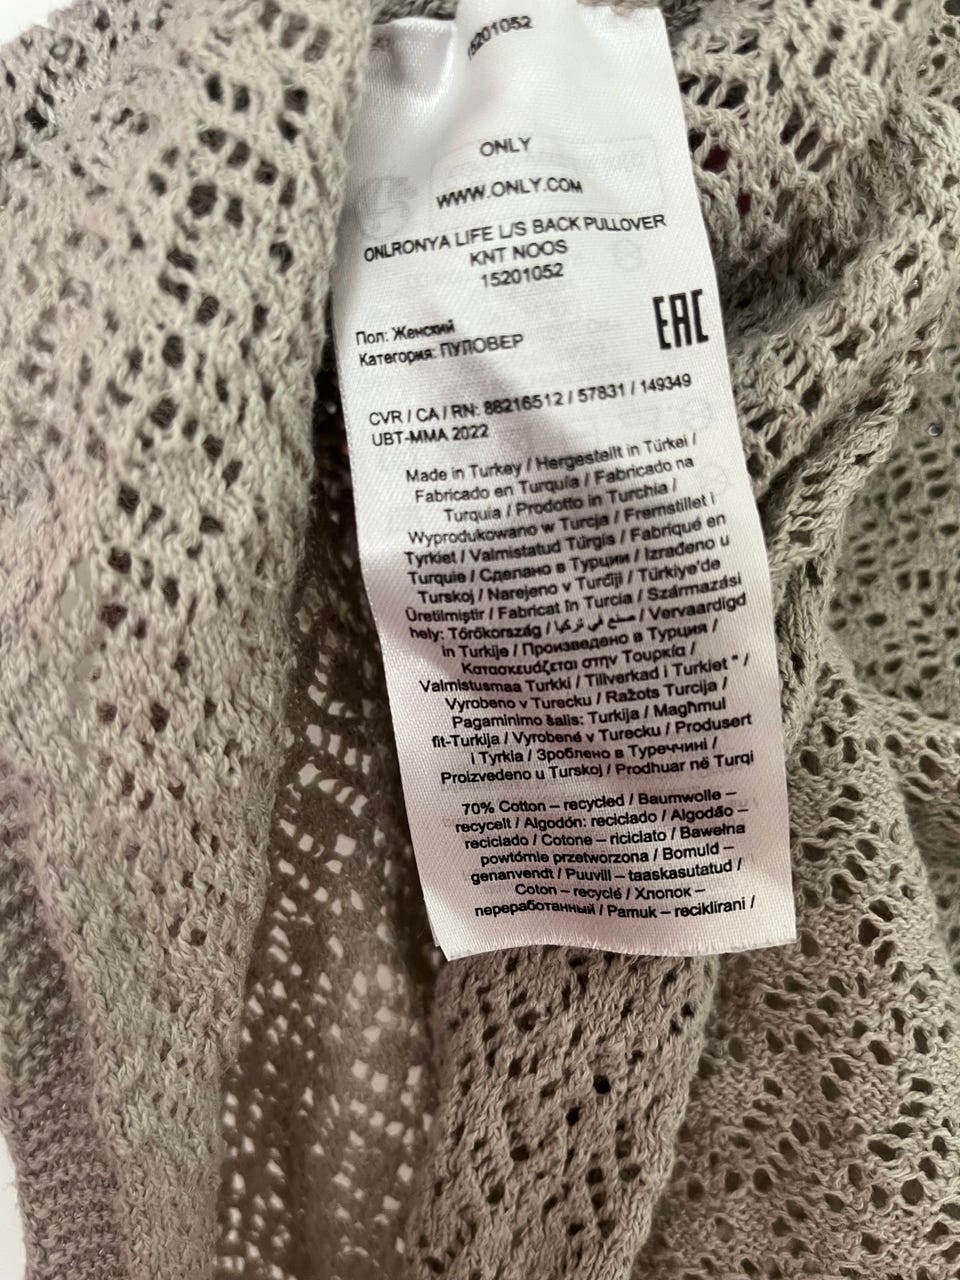 15201052
ONLY
WWW.ONLY.COM
ONLRONYA LIFE L/S BACK PULLOVER
KNT NOOS
15201052
EAC
Пол: Женский
Категория: ПУЛОВЕР
CVR / CA / RN: 88216512 / 57831 / 149349
UBT-MMA 2022
Made in Turkey / Hergestellt in Türkei /
Fabricado en Turquía / Fabricado na
Turquia / Prodotto in Turchia /
Wyprodukowano w Turcja / Fremstillet i
Tyrkiet / Valmistatud Türgis / Fabriqué en
Turquie / Сделано в Турции / Izrađeno u
Turskoj / Narejeno v Turčiji / Türkiye'de
Üretilmiştir / Fabricat în Turcia / Származási
hely: Törökország / صنع في تركيا / Vervaardigd
in Turkije / Произведено в Турция /
Κατασκευάζεται στην Τουρκία /
Valmistusmaa Turkki / Tillverkad i Turkiet * /
Vyrobeno v Turecku / Ražots Turcija /
Pagaminimo šalis: Turkija / Magħmul
fit-Turkija / Vyrobené v Turecku / Produsert
i Tyrkia / Зроблено в Туреччині /
Proizvedeno u Turskoj / Prodhuar në Turqi
70% Cotton – recycled / Baumwolle –
recycelt / Algodón: reciclado / Algodão –
reciclado / Cotone – riciclato / Bawełna
powtórnie przetworzona / Bomuld –
genanvendt / Puuvill – taaskasutatud /
Coton – recyclé / Хлопок –
переработанный / Pamuk – reciklirani /